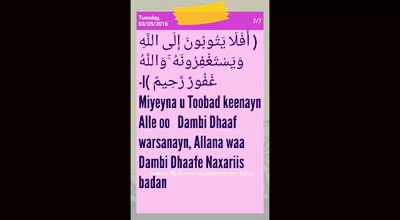 Tuesday,
03/05/2016
7/7
( أَفَلَا يَتُوبُونَ إِلَى اللَّهِ
وَيَسْتَغْفِرُونَهُ ۚ وَاللَّهُ
غَفُورٌ رَّحِيمٌ )|-
Miyeyna u Toobad keenayn
Alle oo Dambi Dhaaf
warsanayn, Allana waa
Dambi Dhaafe Naxariis
badan